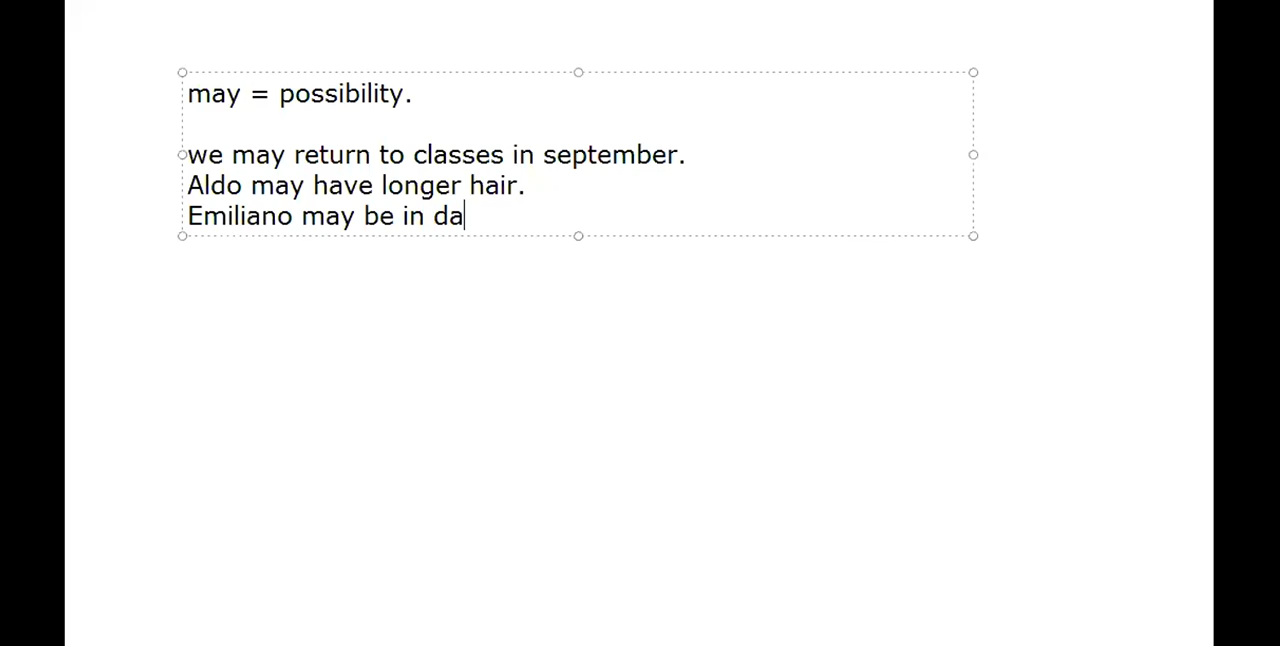 may = possibility.
we may return to classes in september.
Aldo may have longer hair.
Emiliano may be in da